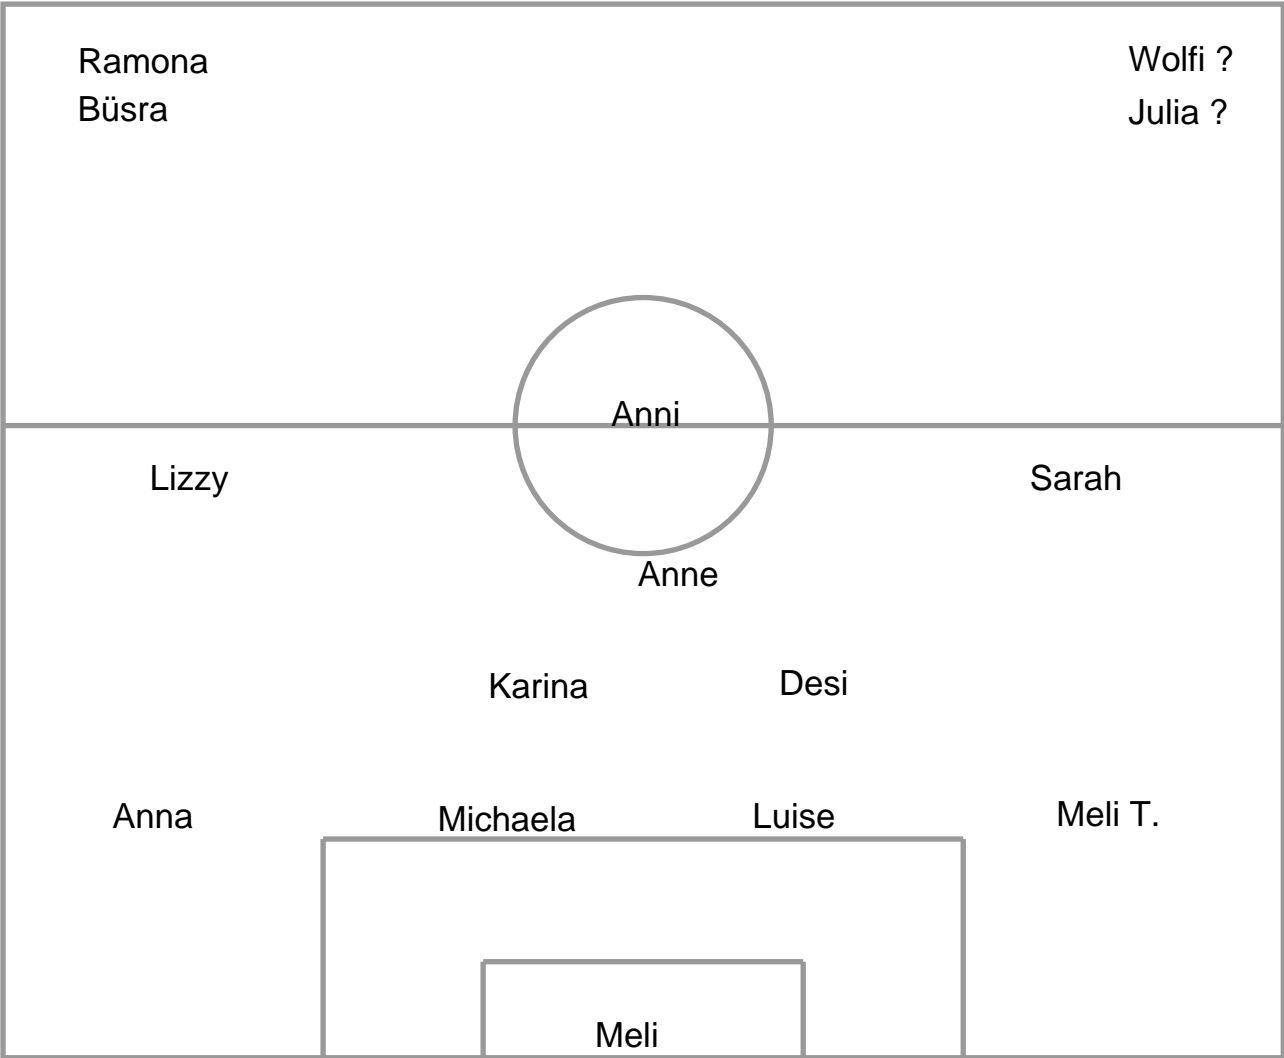 Ramona
Büsra
Wolfi ?
Julia ?
Anni
Lizzy
Sarah
Anne
Karina
Desi
Anna
Michaela
Luise
Meli T.
Meli